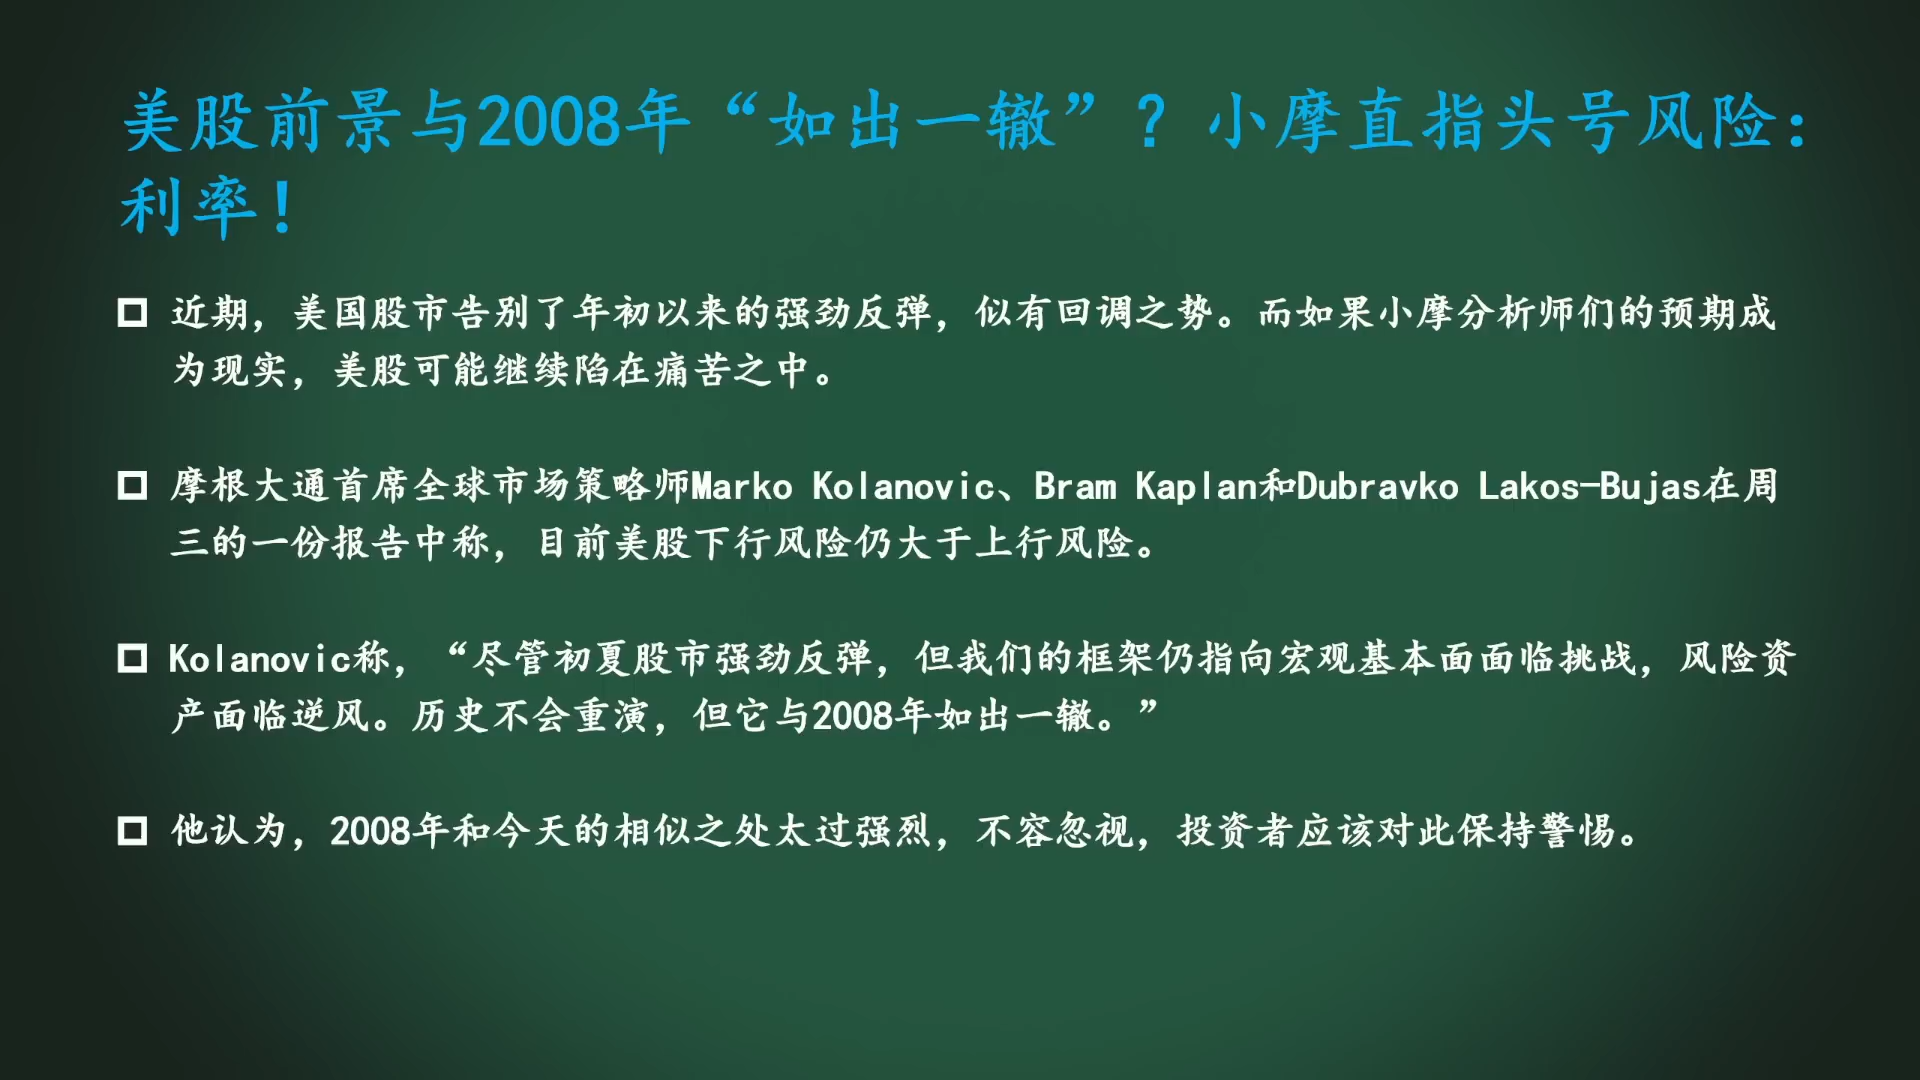 美股前景与2008年“如出一辙”？小摩直指头号风险：
利率！
近期，美国股市告别了年初以来的强劲反弹，似有回调之势。而如果小摩分析师们的预期成
为现实，美股可能继续陷在痛苦之中。
摩根大通首席全球市场策略师Marko Kolanovic、Bram Kaplan和Dubravko Lakos-Bujas在周
三的一份报告中称，目前美股下行风险仍大于上行风险。
Kolanovic称，“尽管初夏股市强劲反弹，但我们的框架仍指向宏观基本面面临挑战，风险资
产面临逆风。历史不会重演，但它与2008年如出一辙。”
他认为，2008年和今天的相似之处太过强烈，不容忽视，投资者应该对此保持警惕。